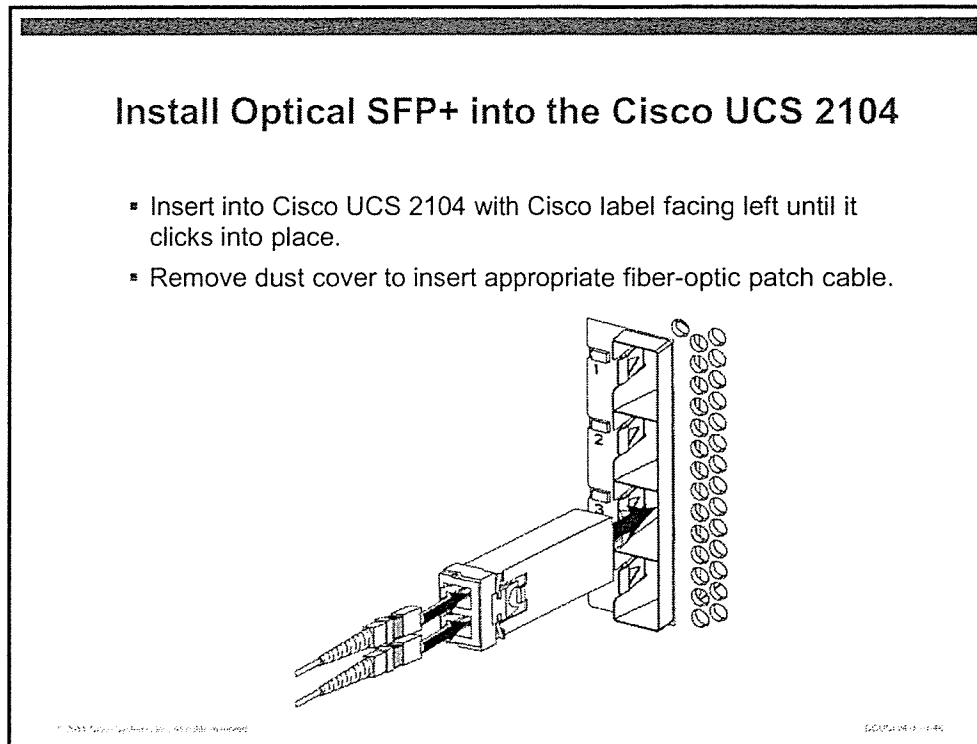 Install Optical SFP+ into the Cisco UCS 2104
▪ Insert into Cisco UCS 2104 with Cisco label facing left until it
clicks into place.
▪ Remove dust cover to insert appropriate fiber-optic patch cable.
1
2
3